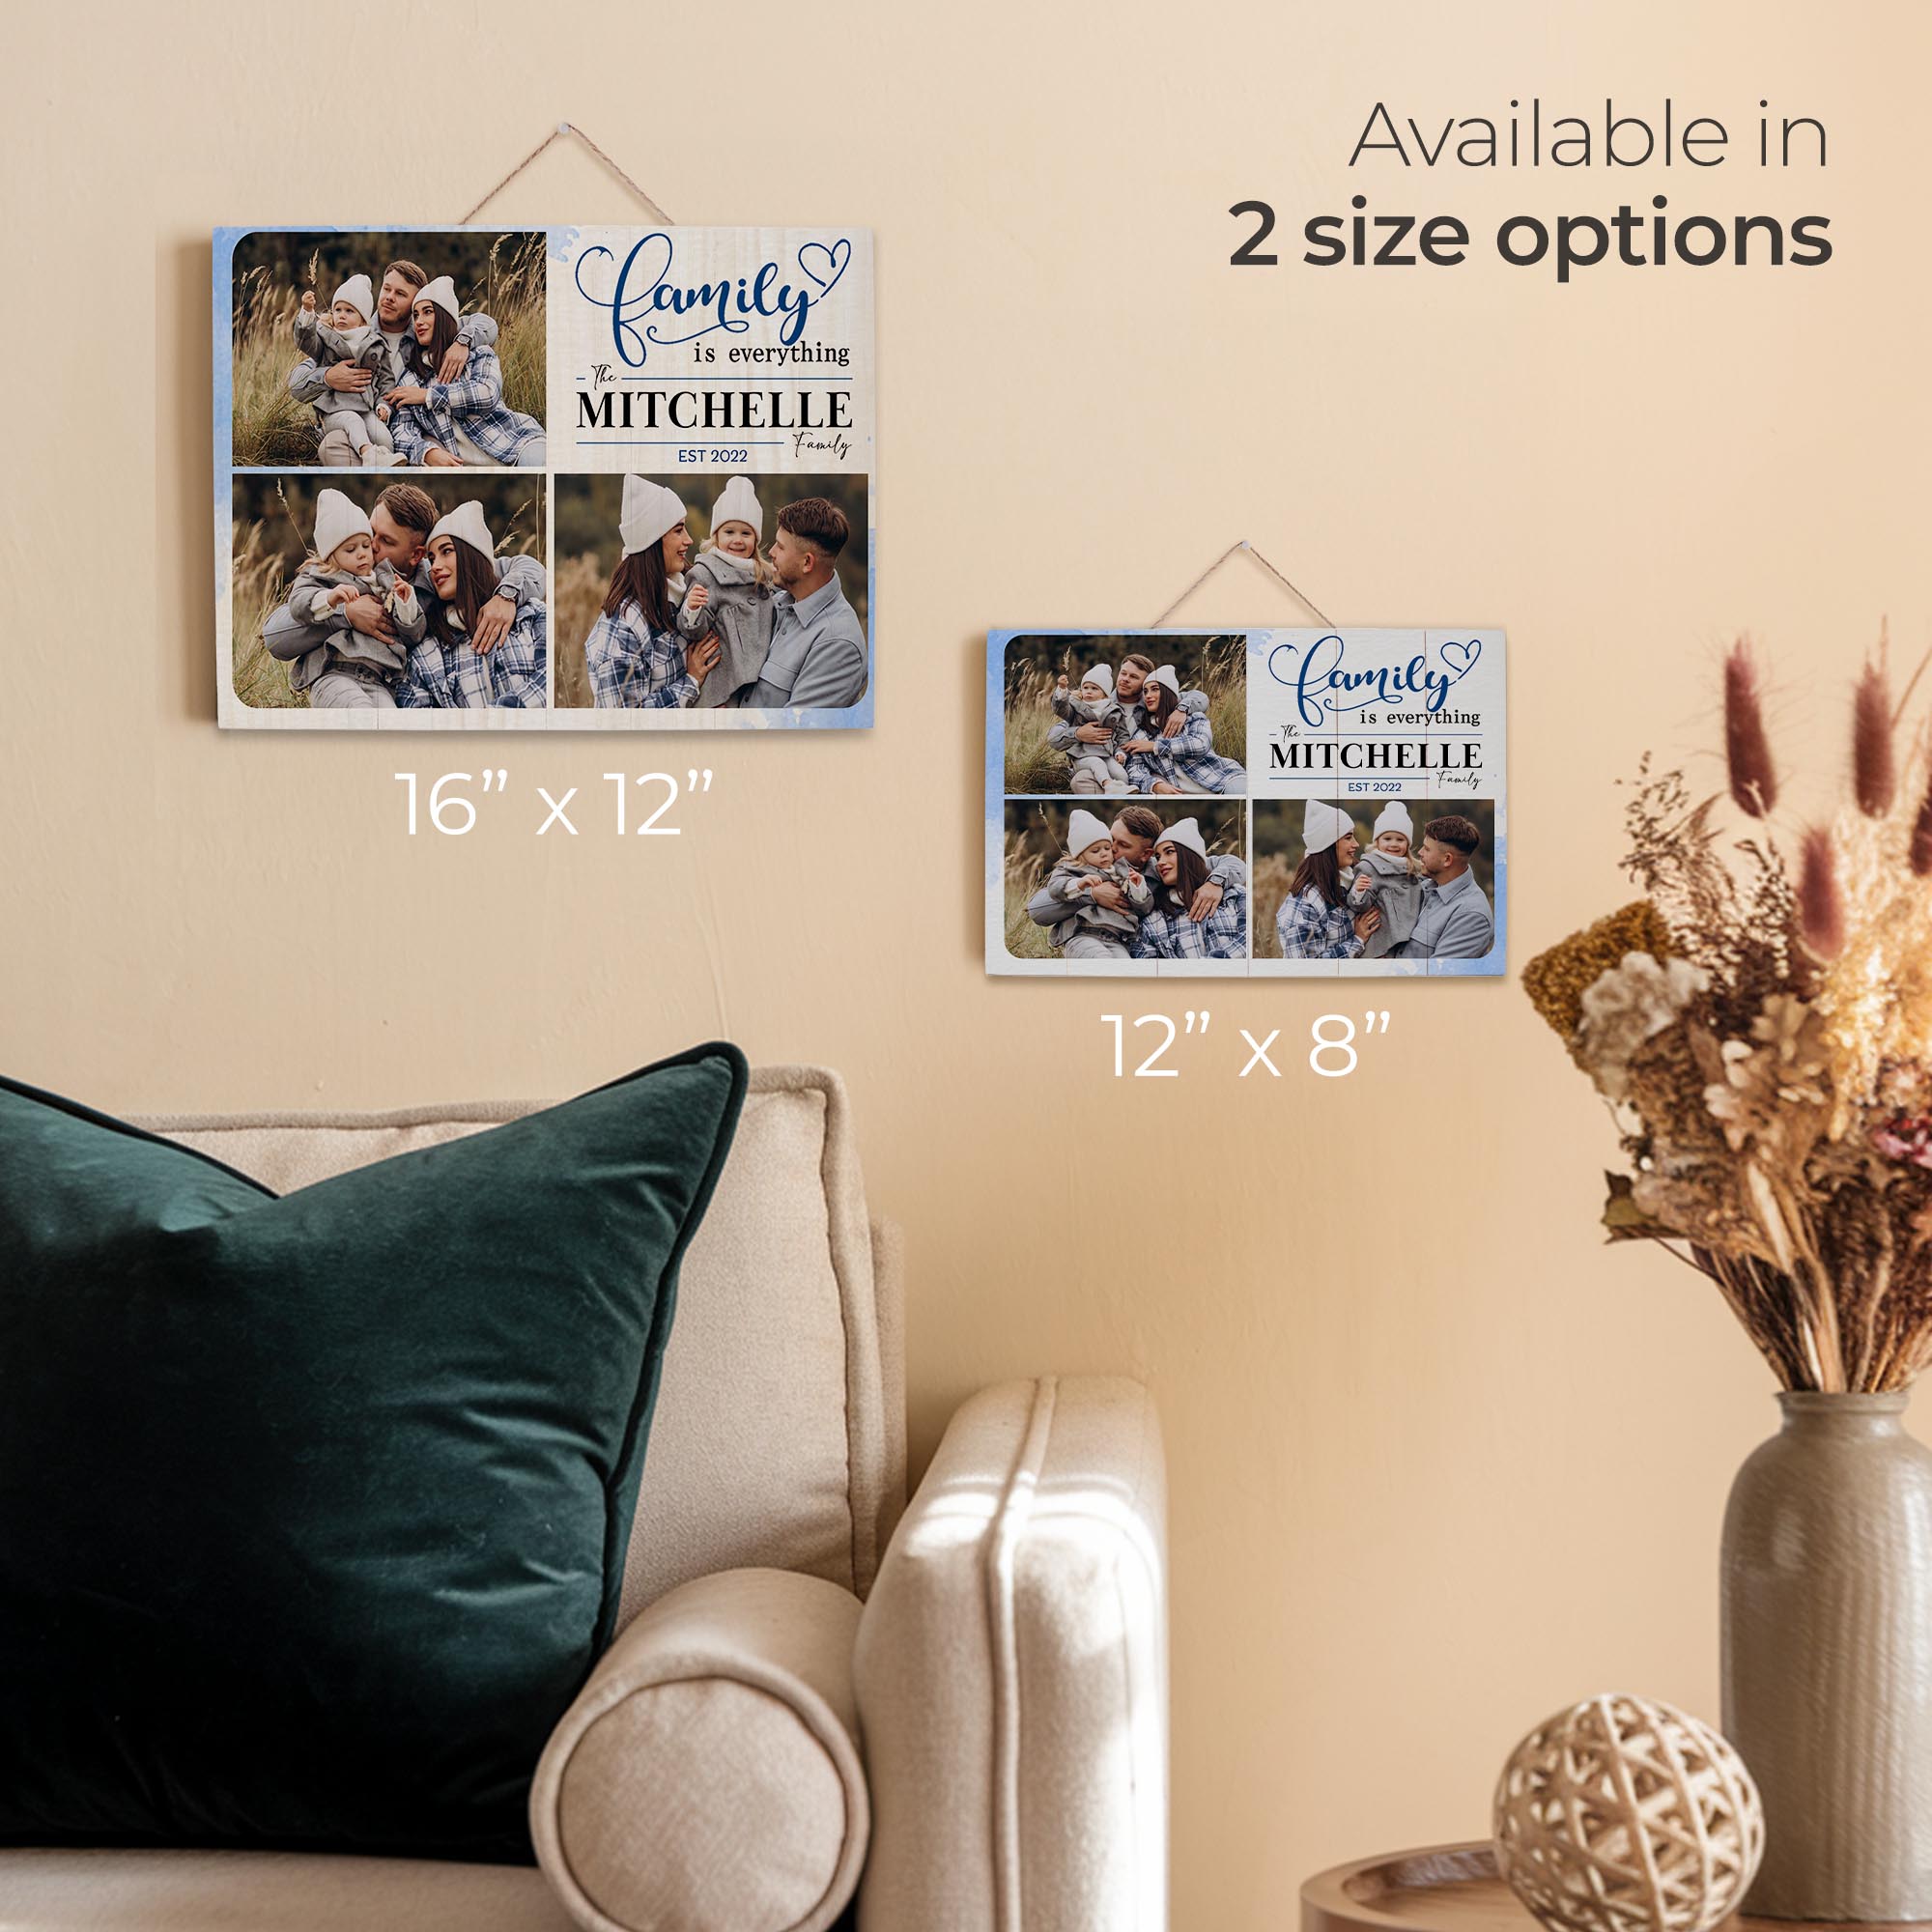 Available in
2 size options
family
is everything
The
MITCHELLE
Family
EST 2022
16” x 12”
family
is everything
The
MITCHELLE
Family
EST 2022
12” x 8”